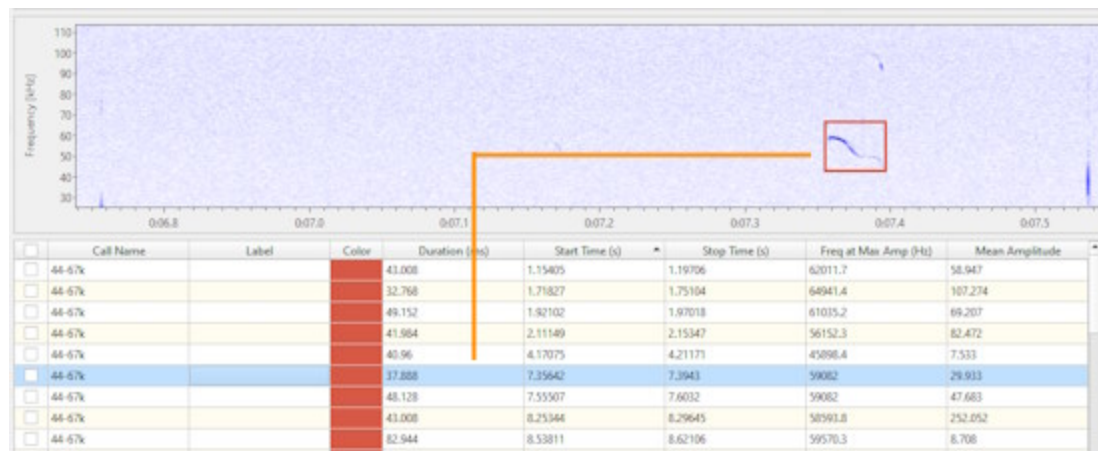 110
100
90
80
70
60
50
40
30
Frequency [kHz]
0:06.8 0:07.0 0:07.1 0:07.2 0:07.3 0:07.4 0:07.5
Call Name Label Color Duration (ms) Start Time (s) Stop Time (s) Freq at Max Amp (Hz) Mean Amplitude
44-67k 43.008 1.15405 1.19706 62011.7 58.947
44-67k 32.768 1.71827 1.75104 64941.4 107.274
44-67k 49.152 1.92102 1.97018 61035.2 69.207
44-67k 41.984 2.11149 2.15347 56152.3 82.472
44-67k 40.96 4.17075 4.21171 45898.4 7.533
44-67k 37.888 7.35642 7.3943 59082 29.933
44-67k 48.128 7.55507 7.6032 59082 47.683
44-67k 43.008 8.25344 8.29645 58593.8 252.052
44-67k 82.944 8.53811 8.62106 59570.3 8.708